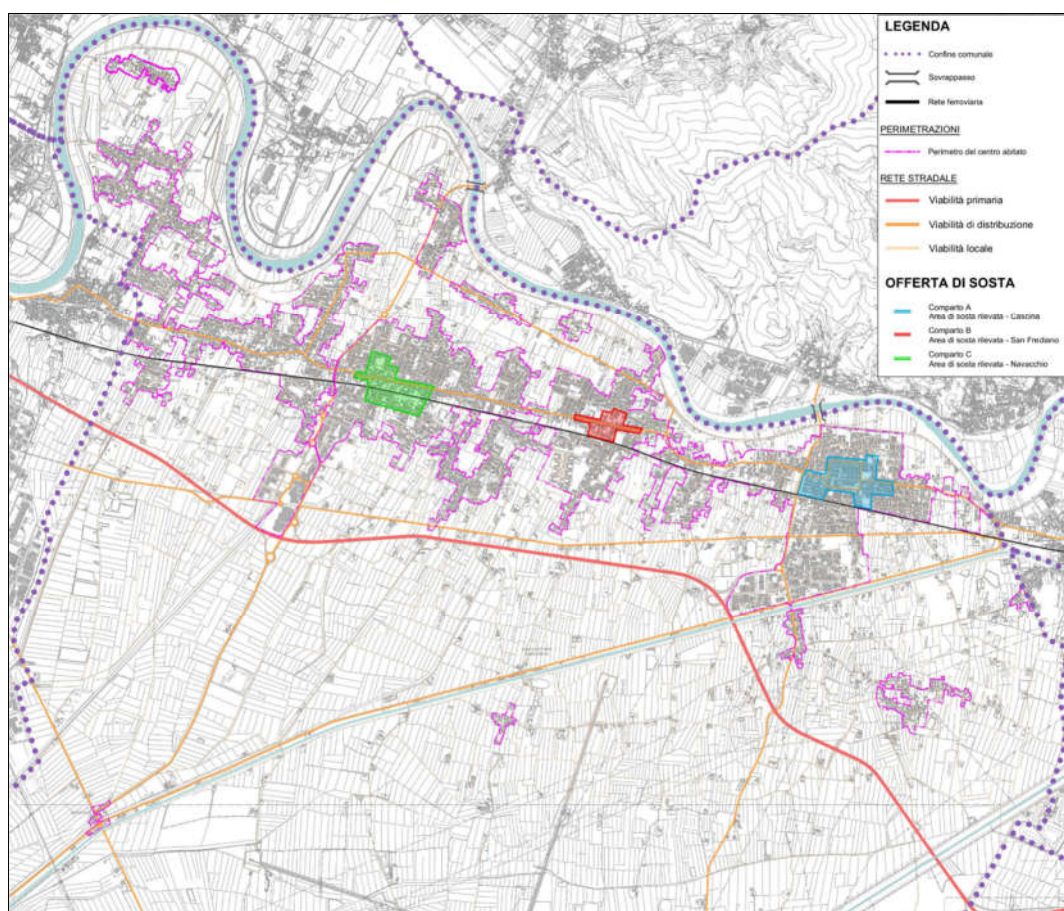 LEGENDA
Confine comunale
Sovrappasso
Rete ferroviaria
PERIMETRAZIONI
Perimetro del centro abitato
RETE STRADALE
Viabilità primaria
Viabilità di distribuzione
Viabilità locale
OFFERTA DI SOSTA
Comparto A
Area di sosta rilevata - Cascina
Comparto B
Area di sosta rilevata - San Frediano
Comparto C
Area di sosta rilevata - Navacchio